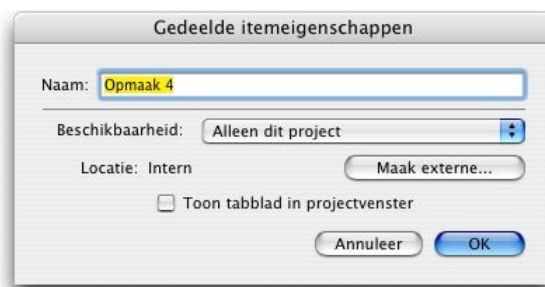 Gedeelde itemeigenschappen
Naam: Opmaak 4
Beschikbaarheid: Alleen dit project
Locatie: Intern Maak externe...
Toon tabblad in projectvenster
Annuleer OK